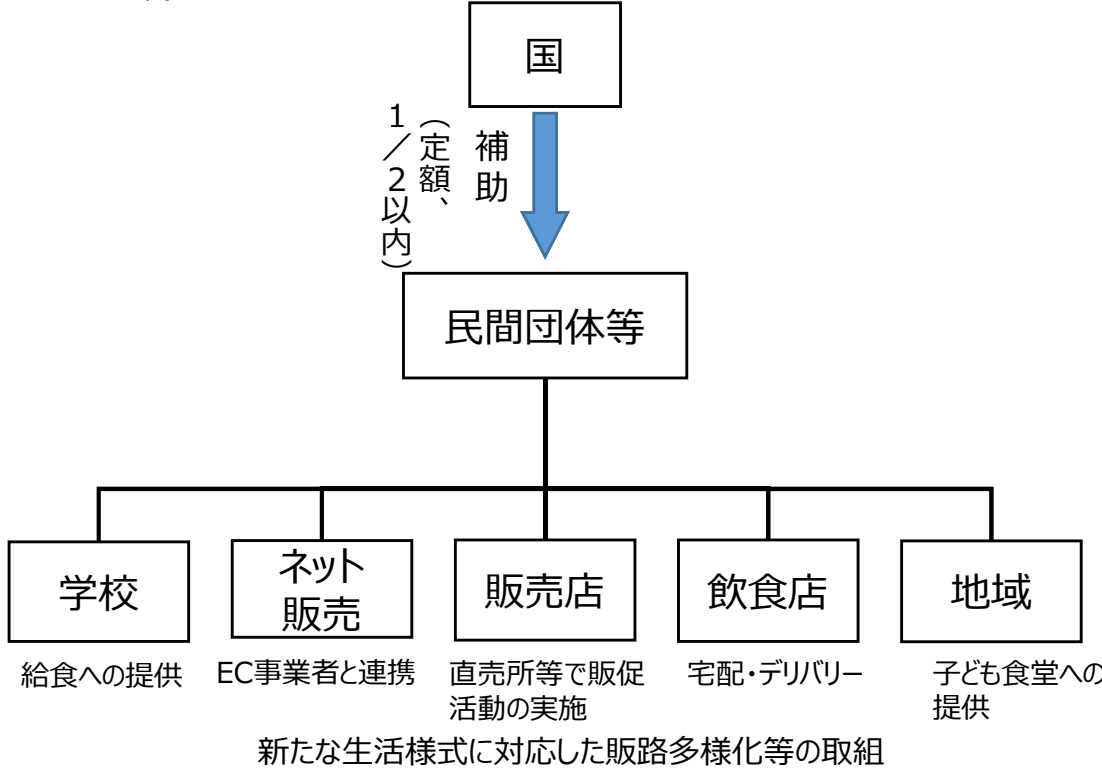 国
補助
(定額、
1/2以内)
民間団体等
学校
ネット
販売
販売店
飲食店
地域
給食への提供
EC事業者と連携
直売所等で販促
活動の実施
宅配・デリバリー
子ども食堂への
提供
新たな生活様式に対応した販路多様化等の取組